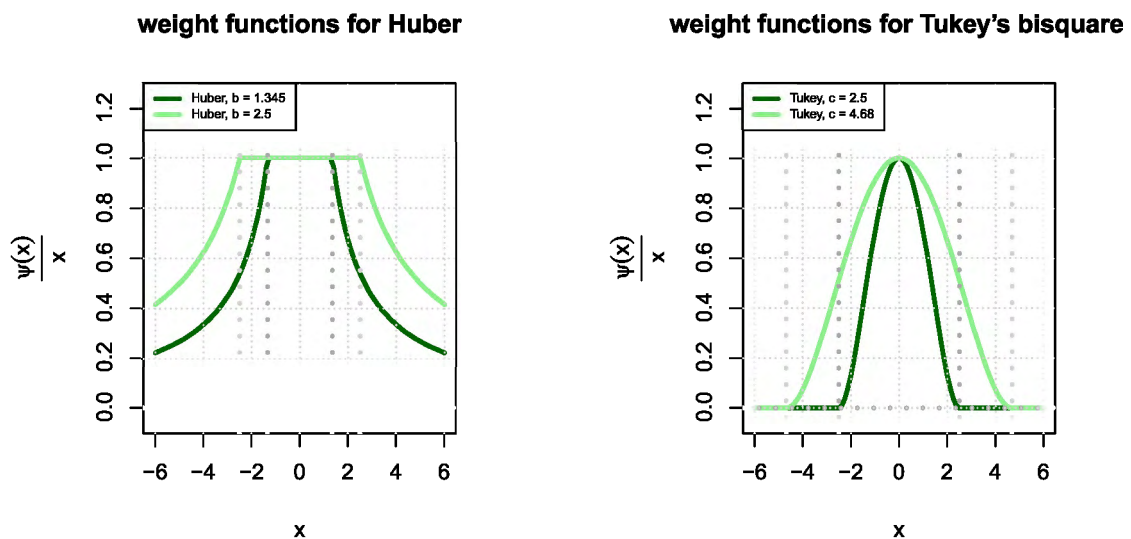 weight functions for Huber
Huber, b = 1.345
Huber, b = 2.5
1.2
1.0
0.8
0.6
0.4
0.2
0.0
ψ(x)
x
−6 −4 −2 0 2 4 6
x
weight functions for Tukey’s bisquare
Tukey, c = 2.5
Tukey, c = 4.68
1.2
1.0
0.8
0.6
0.4
0.2
0.0
ψ(x)
x
−6 −4 −2 0 2 4 6
x